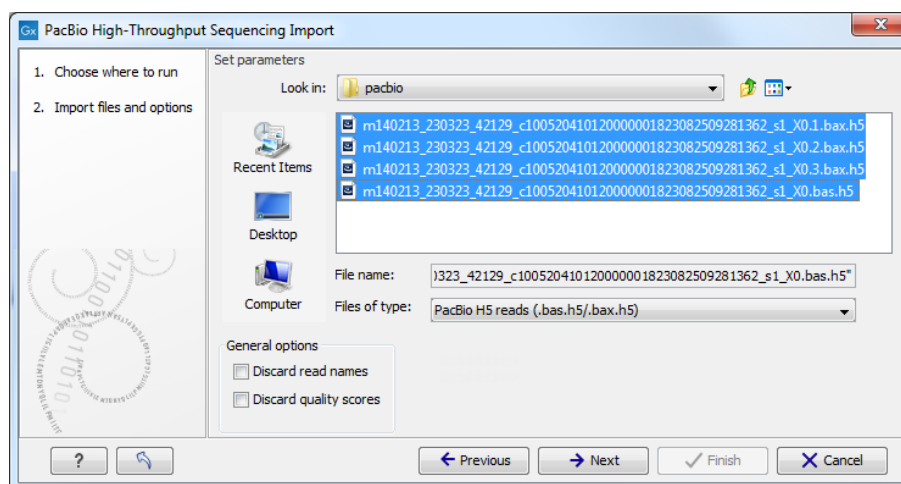 Gx PacBio High-Throughput Sequencing Import
1. Choose where to run
2. Import files and options
Set parameters
Look in: pacbio
Recent Items
Desktop
Computer
m140213_230323_42129_c100520410120000001823082509281362_s1_X0.1.bax.h5
m140213_230323_42129_c100520410120000001823082509281362_s1_X0.2.bax.h5
m140213_230323_42129_c100520410120000001823082509281362_s1_X0.3.bax.h5
m140213_230323_42129_c100520410120000001823082509281362_s1_X0.bas.h5
File name: )323_42129_c100520410120000001823082509281362_s1_X0.bas.h5"
Files of type: PacBio H5 reads (.bas.h5/.bax.h5)
General options
Discard read names
Discard quality scores
? Previous Next Finish Cancel